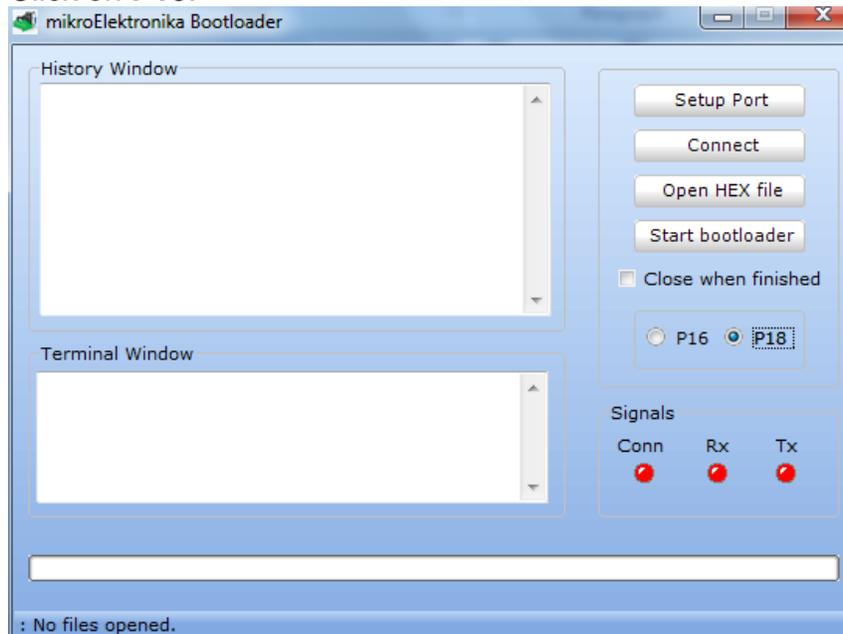 mikroElektronika Bootloader
History Window
Setup Port
Connect
Open HEX file
Start bootloader
Close when finished
P16 P18
Terminal Window
Signals
Conn Rx Tx
: No files opened.